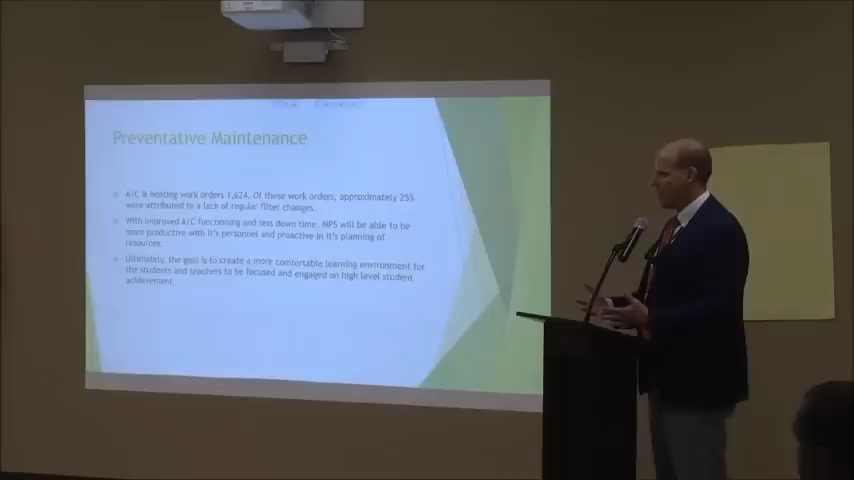 Preventative Maintenance
A/C & heating work orders 1,624. Of these work orders, approximately 25%
were attributed to a lack of regular filter changes.
With improved A/C functioning and less down time, MPS will be able to be
more productive with it's personnel and proactive in it's planning of
resources.
Ultimately, the goal is to create a more comfortable learning environment for
the students and teachers to be focused and engaged on high level student
achievement.